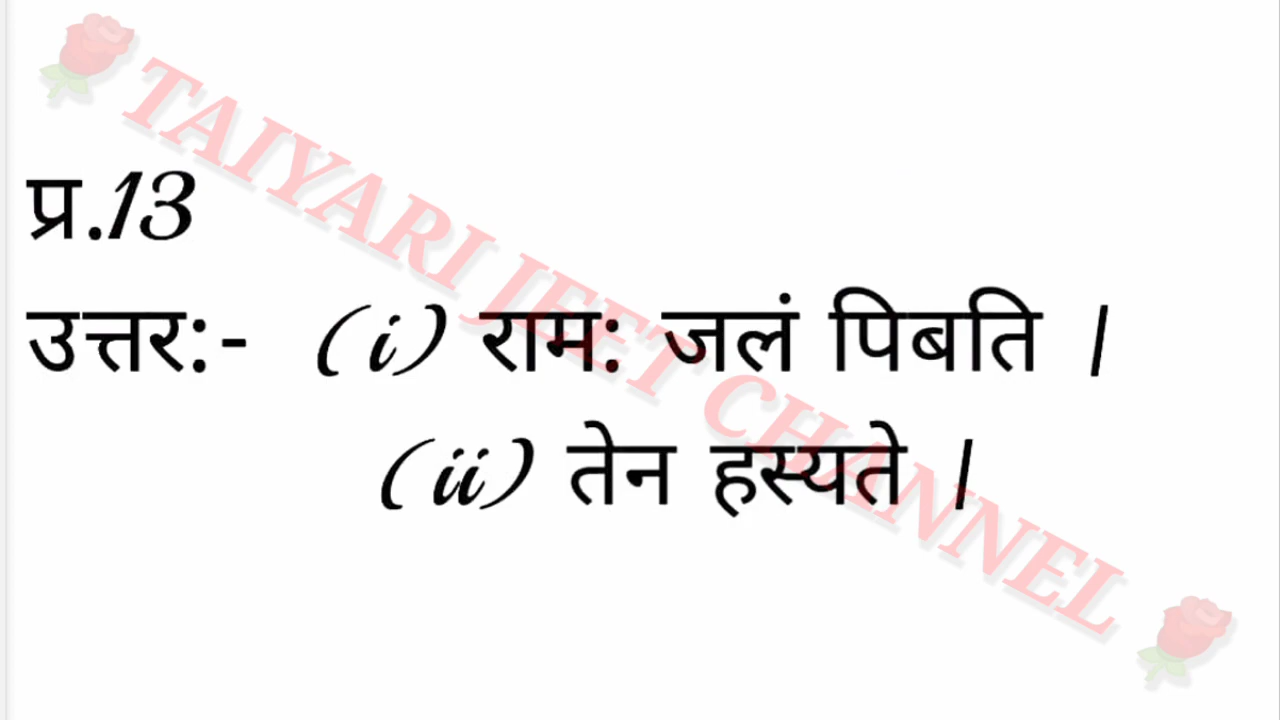 TAIYARI JEET CHANNEL
प्र.13
उत्तर:- (i) राम: जलं पिबति ।
(ii) तेन हस्यते ।